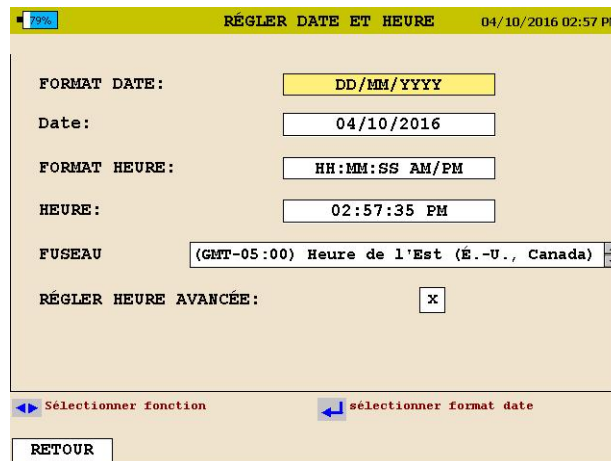 79% RÉGLER DATE ET HEURE 04/10/2016 02:57 PM
FORMAT DATE: DD/MM/YYYY
Date: 04/10/2016
FORMAT HEURE: HH:MM:SS AM/PM
HEURE: 02:57:35 PM
FUSEAU (GMT-05:00) Heure de l'Est (É.-U., Canada)
RÉGLER HEURE AVANCÉE: X
Sélectionner fonction sélectionner format date
RETOUR